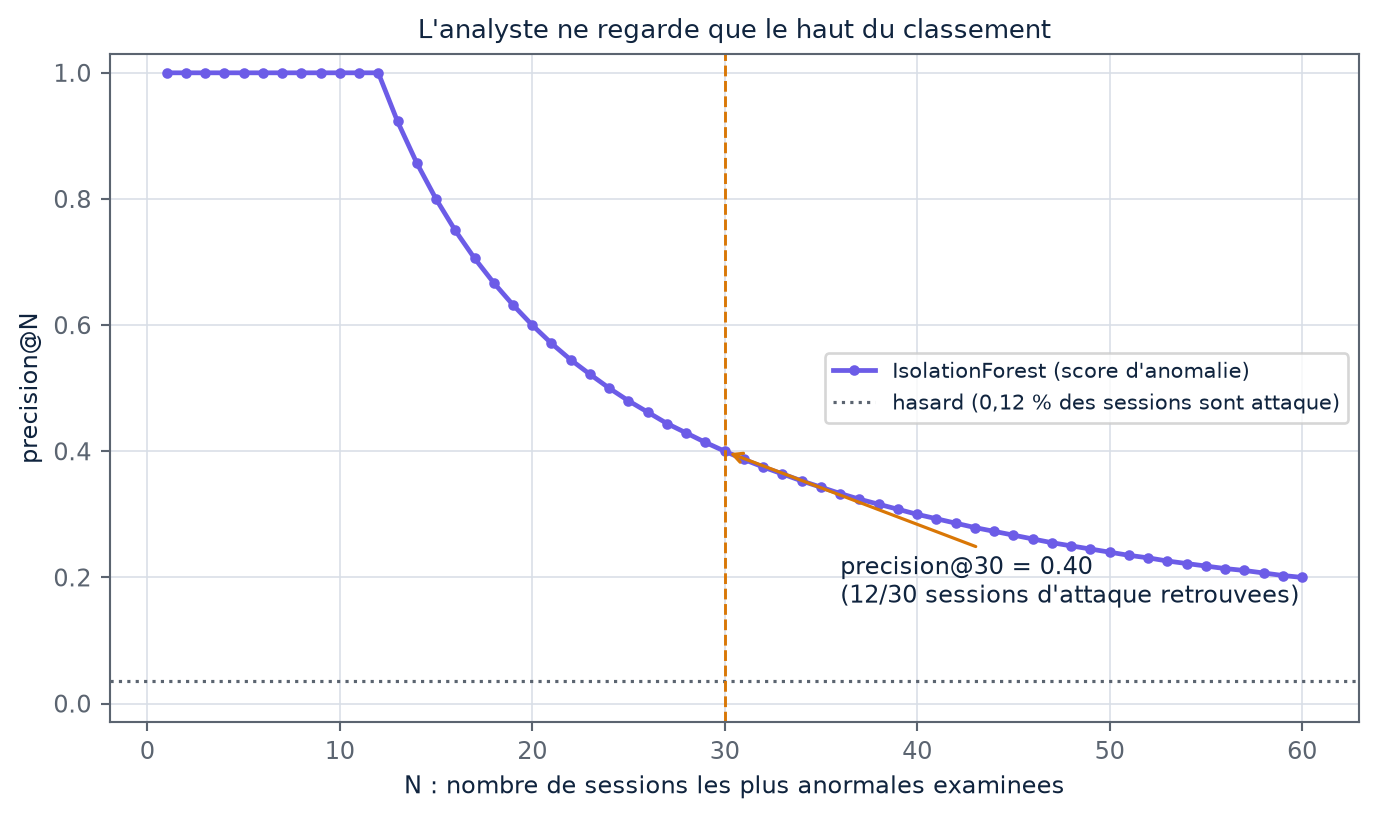 L'analyste ne regarde que le haut du classement
1.0
0.8
0.6
0.4
0.2
0.0
precision@N
IsolationForest (score d'anomalie)
hasard (0,12 % des sessions sont attaque)
precision@30 = 0.40
(12/30 sessions d'attaque retrouvees)
0 10 20 30 40 50 60
N : nombre de sessions les plus anormales examinees